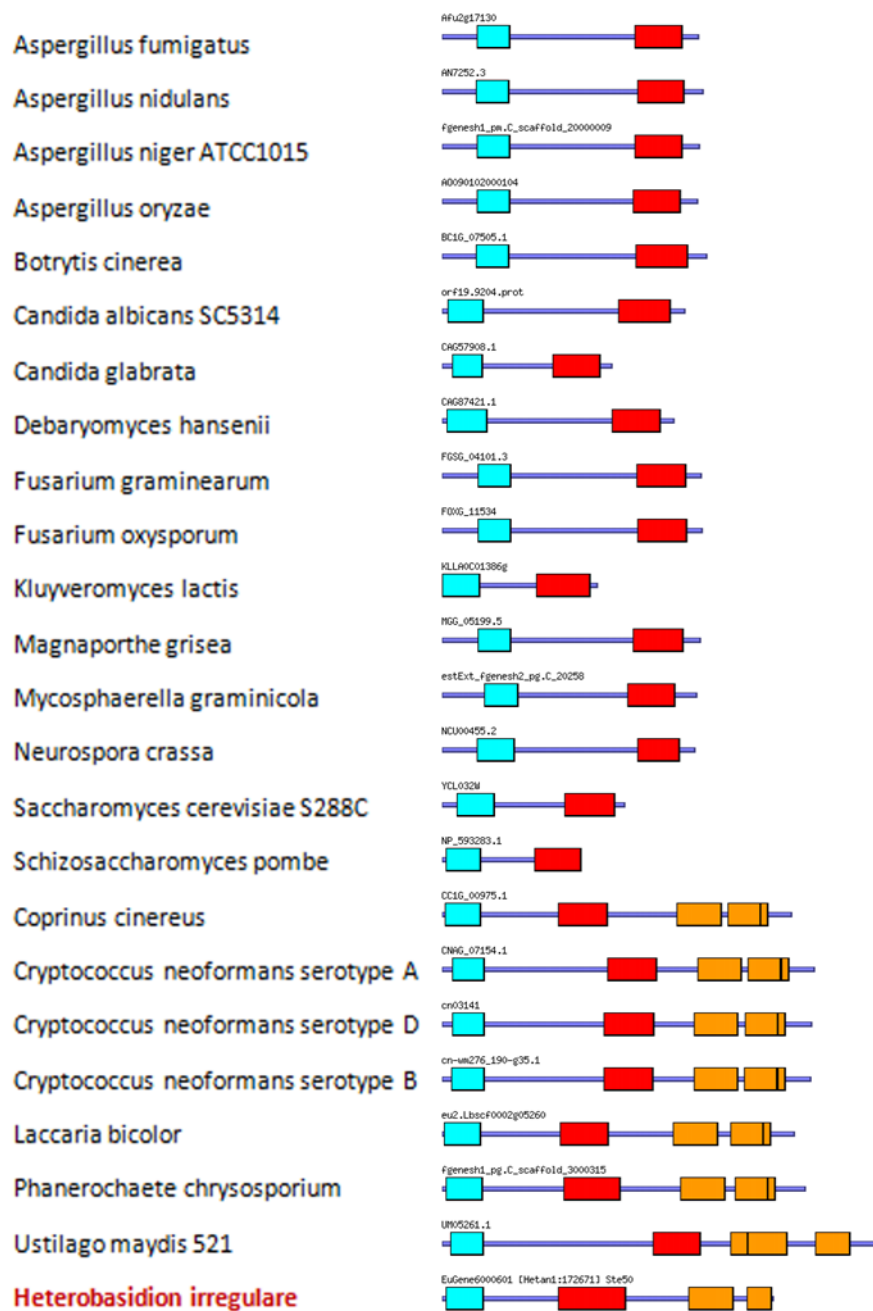 Afu2g17130
Aspergillus fumigatus
AN7252.3
Aspergillus nidulans
fgenesh1_pm.C_scaffold_20000009
Aspergillus niger ATCC1015
AO090102000104
Aspergillus oryzae
BC1G_07505.1
Botrytis cinerea
orf19.9204.prot
Candida albicans SC5314
CAG57908.1
Candida glabrata
CAG87421.1
Debaryomyces hansenii
FGSG_04101.3
Fusarium graminearum
FOXG_11534
Fusarium oxysporum
KLLA0C01386g
Kluyveromyces lactis
MGG_05199.5
Magnaporthe grisea
estExt_fgenesh2_pg.C_20258
Mycosphaerella graminicola
NCU00455.2
Neurospora crassa
YCL032W
Saccharomyces cerevisiae S288C
NP_593283.1
Schizosaccharomyces pombe
CC1G_00975.1
Coprinus cinereus
CNAG_07154.1
Cryptococcus neoformans serotype A
cn03141
Cryptococcus neoformans serotype D
cn-wm276_190-g35.1
Cryptococcus neoformans serotype B
eu2.Lbscf0002g05260
Laccaria bicolor
fgenesh1_pg.C_scaffold_3000315
Phanerochaete chrysosporium
UM05261.1
Ustilago maydis 521
EuGene6000601 [Hetan1:172671] Ste50
Heterobasidion irregulare